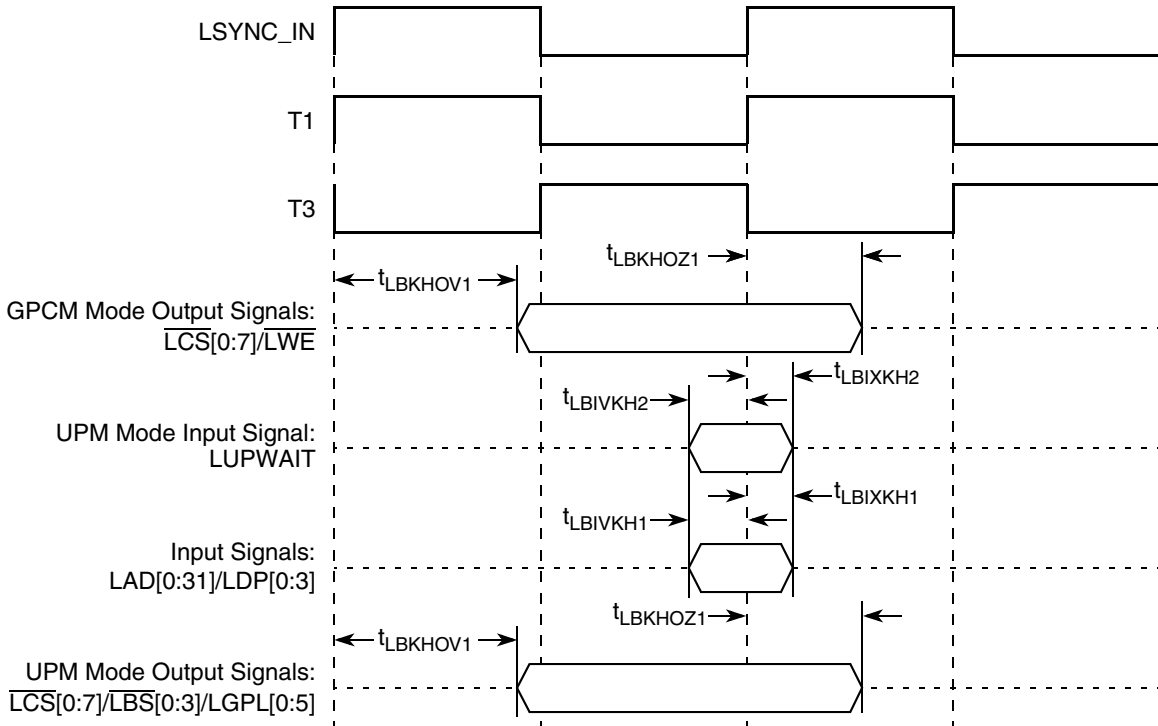 LSYNC_IN
T1
T3
tLBKHOZ1
tLBKHOV1
GPCM Mode Output Signals:
LCS[0:7]/LWE
tLBIXKH2
tLBIVKH2
UPM Mode Input Signal:
LUPWAIT
tLBIXKH1
tLBIVKH1
Input Signals:
LAD[0:31]/LDP[0:3]
tLBKHOZ1
tLBKHOV1
UPM Mode Output Signals:
LCS[0:7]/LBS[0:3]/LGPL[0:5]